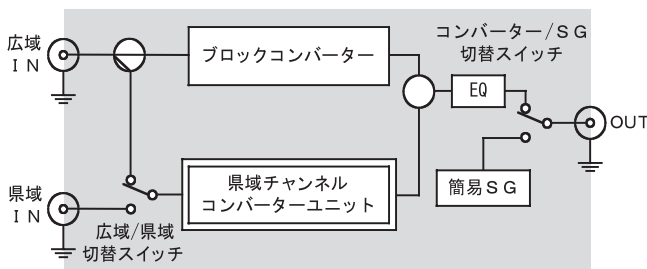 広域
ＩＮ
ブロックコンバーター
コンバーター/ＳＧ
切替スイッチ
EQ
OUT
簡易ＳＧ
県域
ＩＮ
広域/県域
切替スイッチ
県域チャンネル
コンバーターユニット